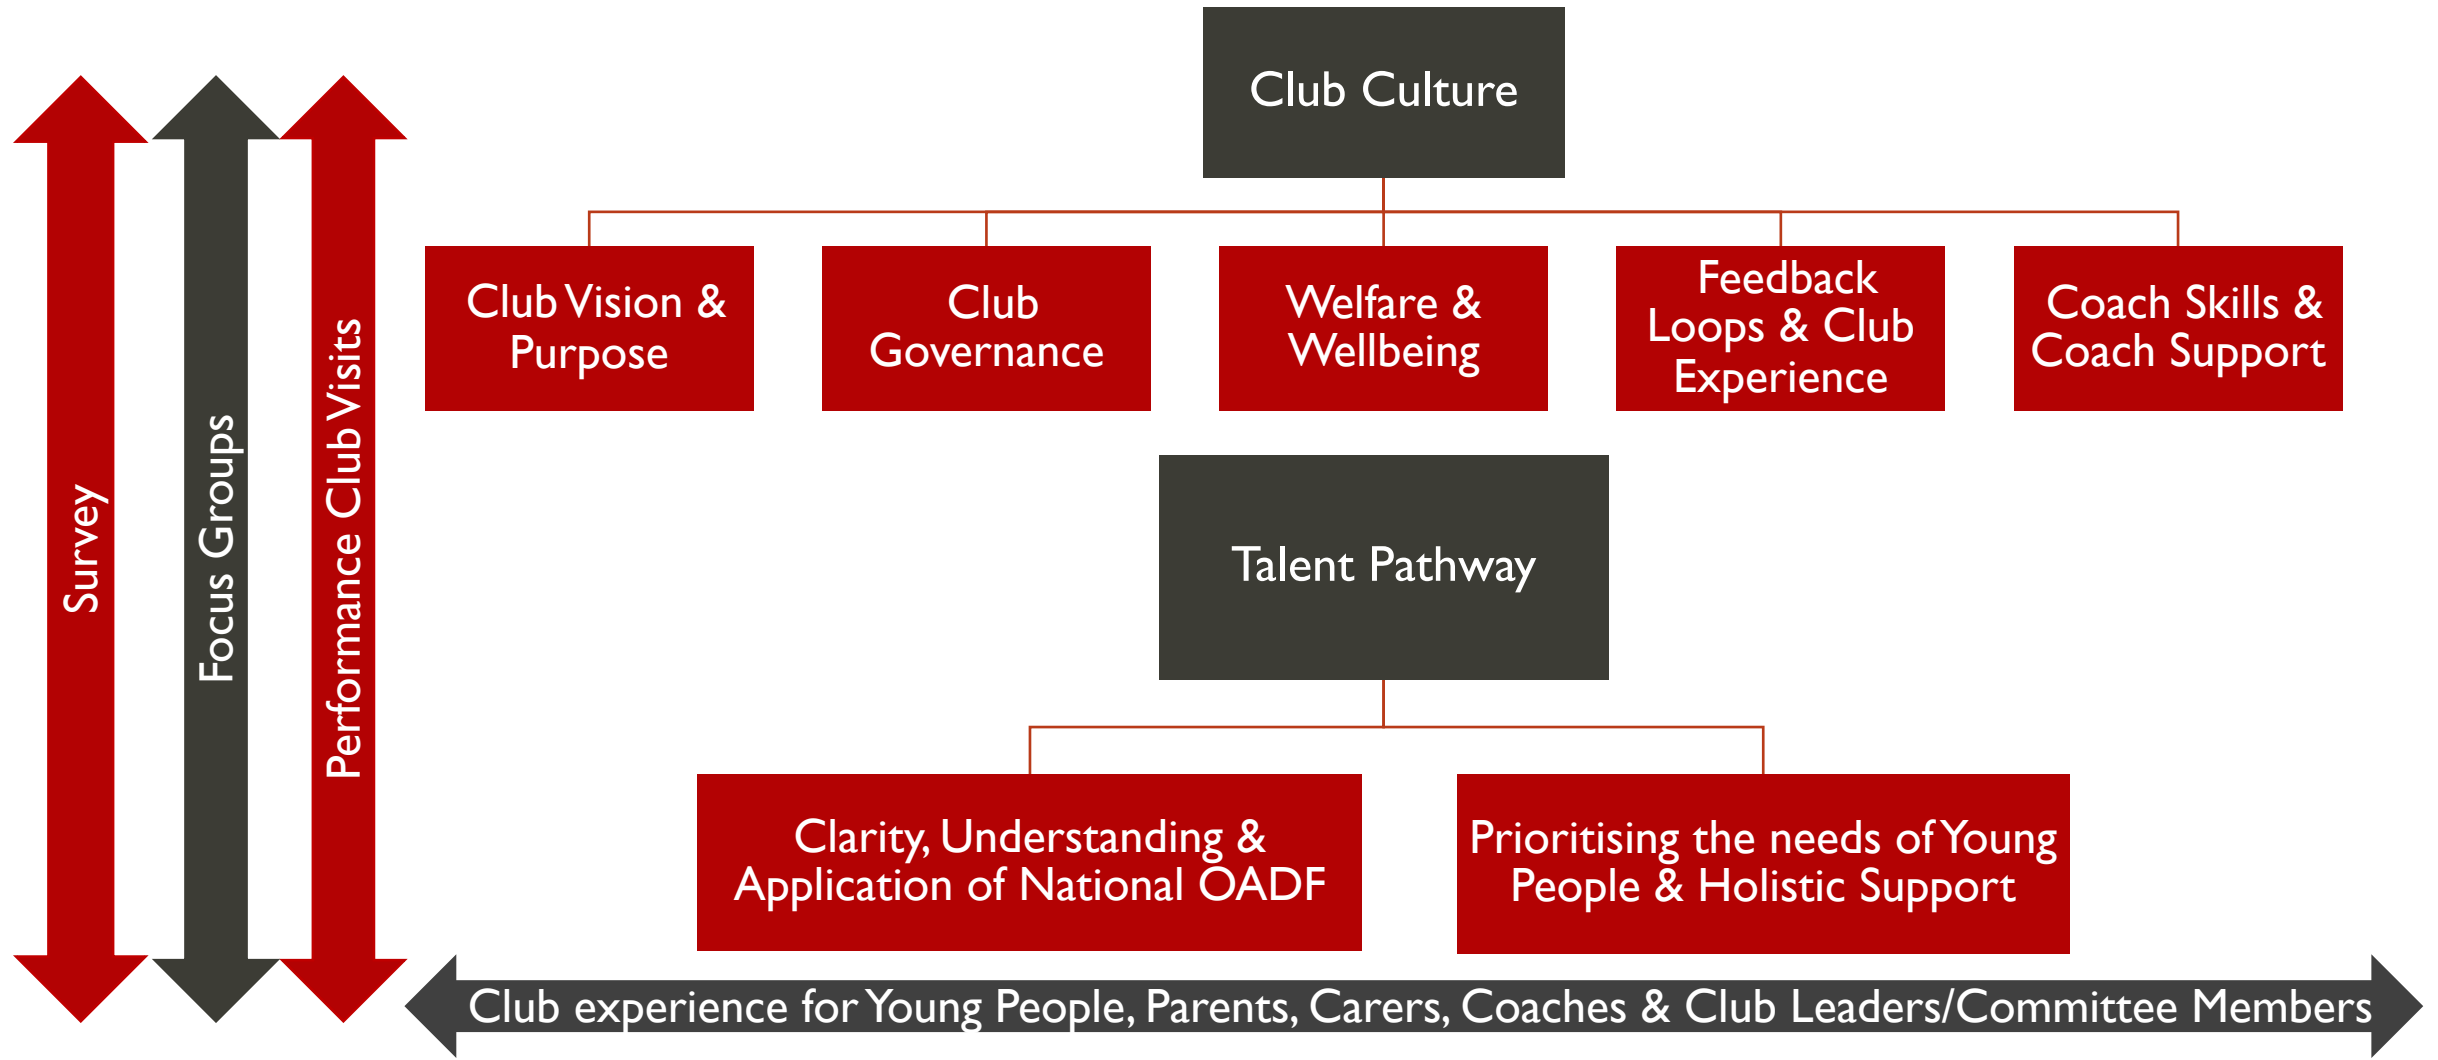 Club Culture
Survey
Focus Groups
Performance Club Visits
Club Vision &
Purpose
Club
Governance
Welfare &
Wellbeing
Feedback
Loops & Club
Experience
Coach Skills &
Coach Support
Talent Pathway
Clarity, Understanding &
Application of National OADF
Prioritising the needs of Young
People & Holistic Support
Club experience for Young People, Parents, Carers, Coaches & Club Leaders/Committee Members